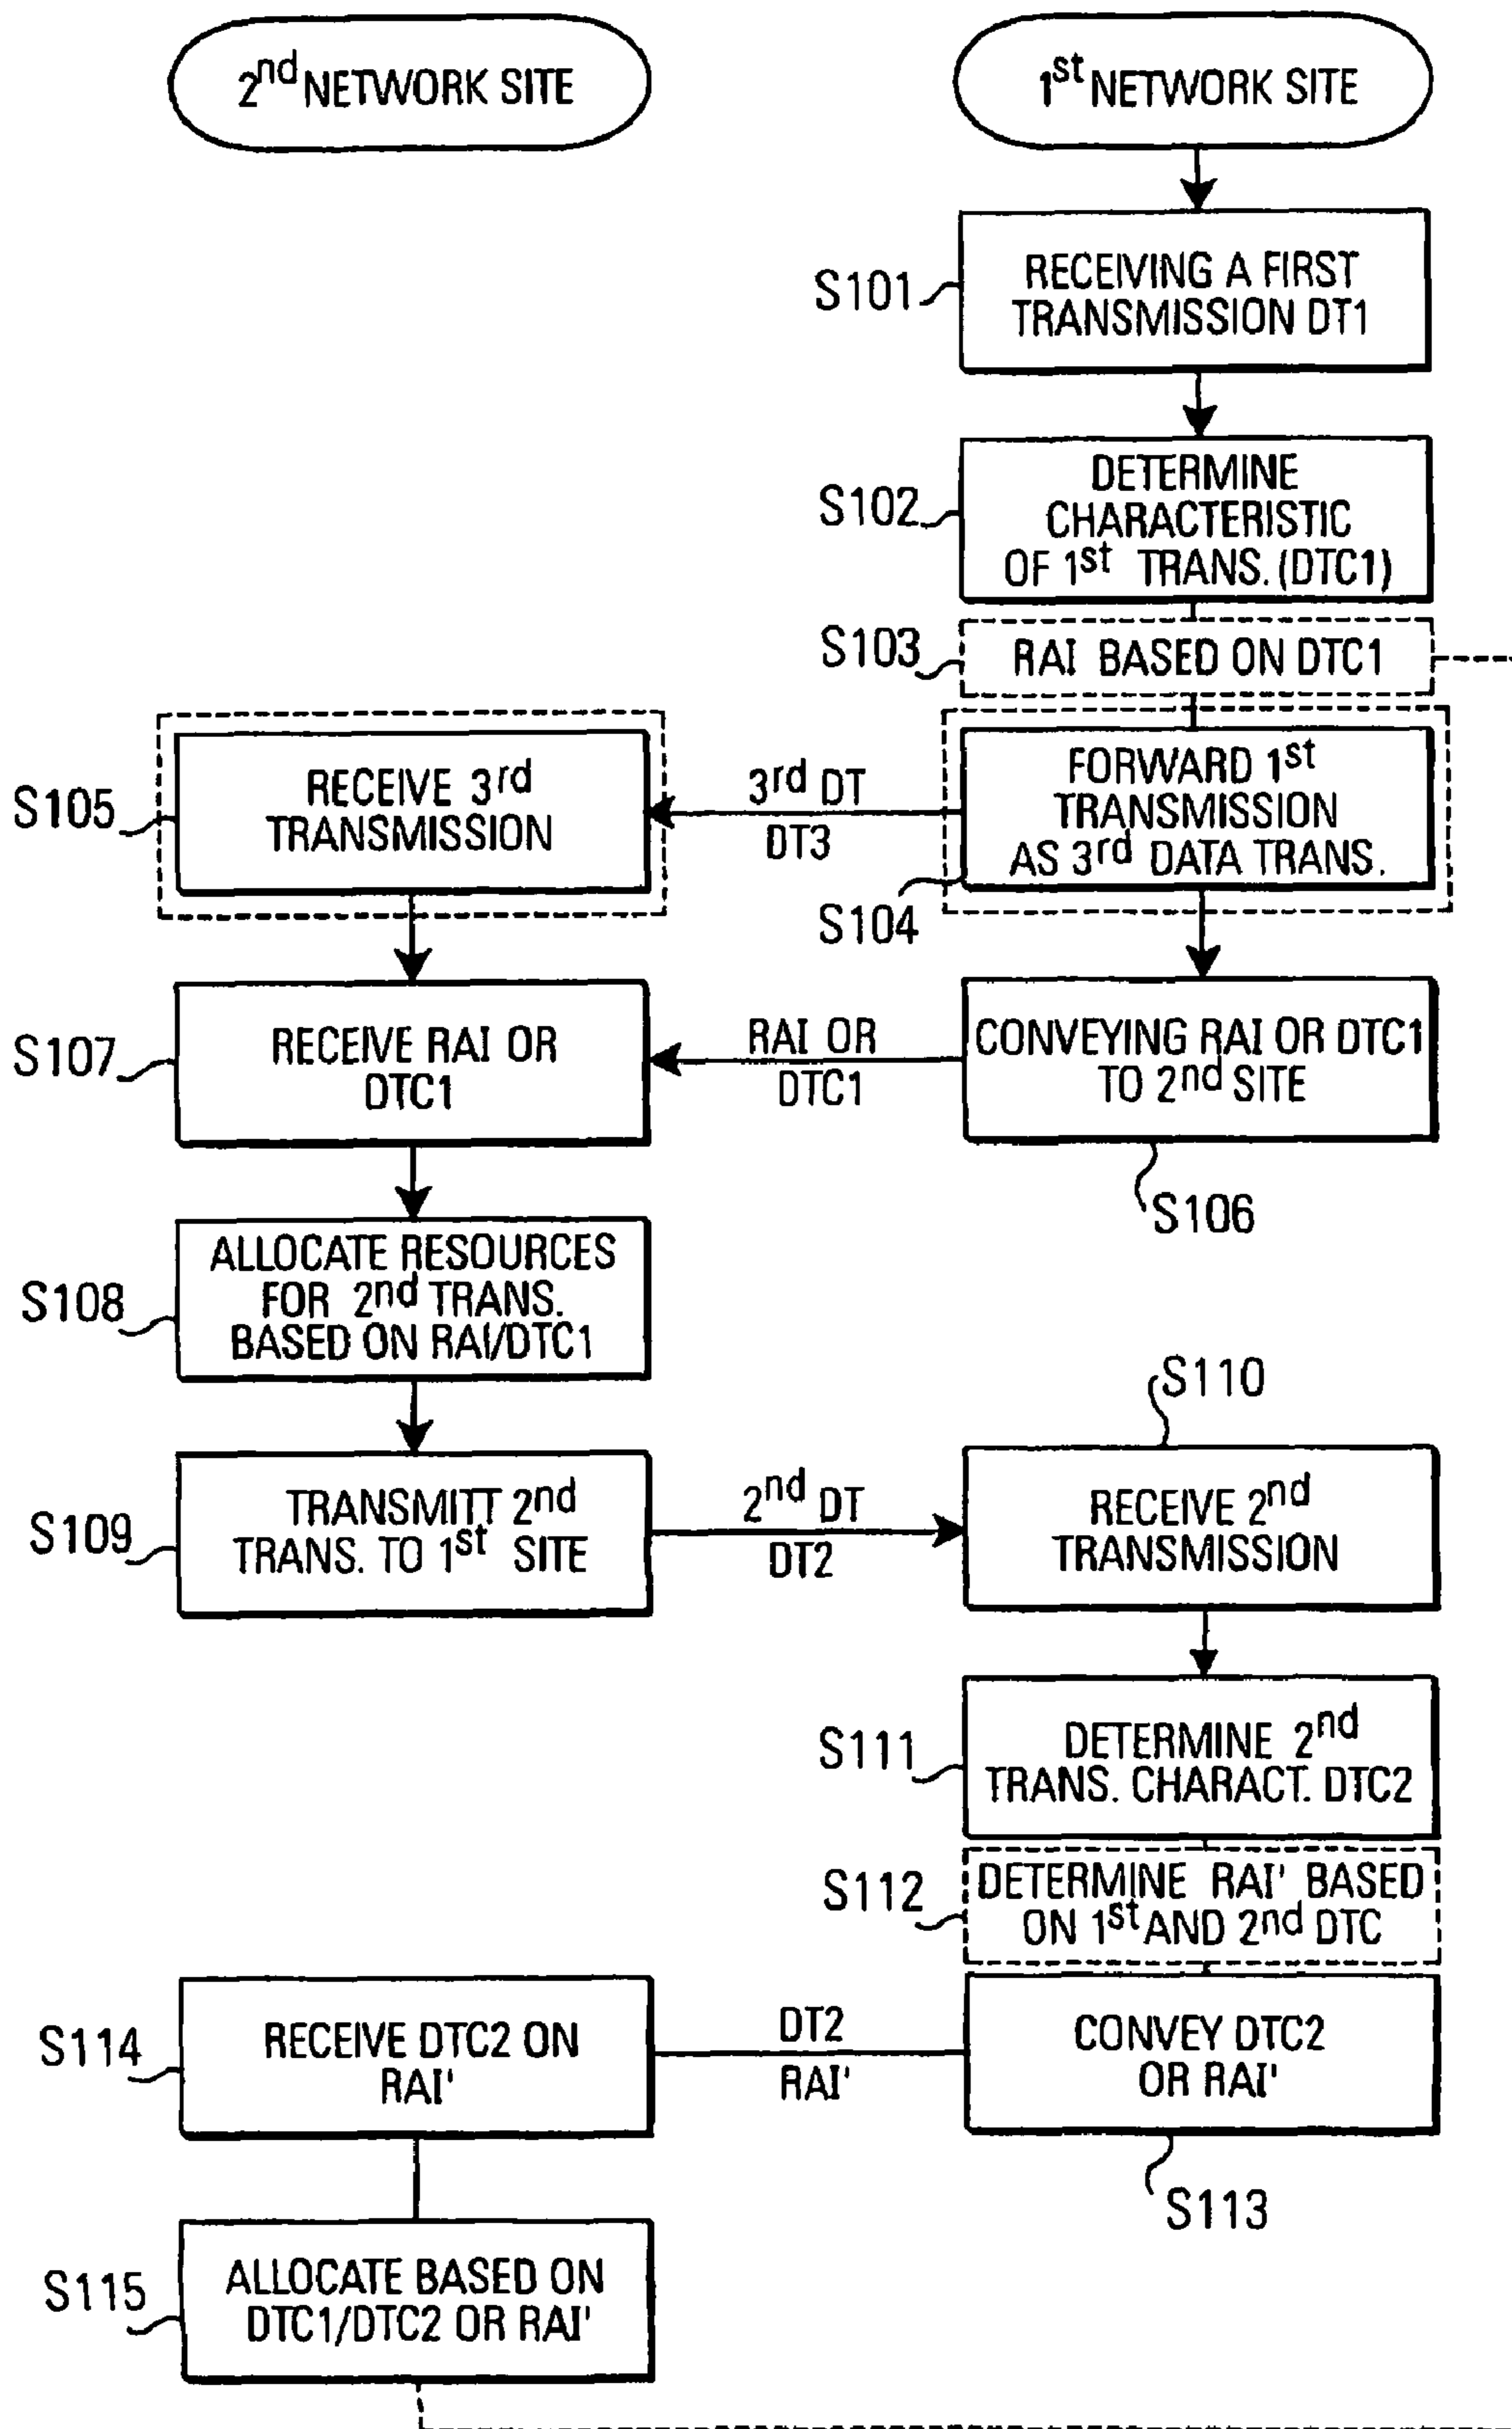 2nd NETWORK SITE
1st NETWORK SITE
S101
RECEIVING A FIRST
TRANSMISSION DT1
S102
DETERMINE
CHARACTERISTIC
OF 1st TRANS. (DTC1)
S103
RAI BASED ON DTC1
S105
RECEIVE 3rd
TRANSMISSION
3rd DT
DT3
FORWARD 1st
TRANSMISSION
AS 3rd DATA TRANS.
S104
S107
RECEIVE RAI OR
DTC1
RAI OR
DTC1
CONVEYING RAI OR DTC1
TO 2nd SITE
S106
S108
ALLOCATE RESOURCES
FOR 2nd TRANS.
BASED ON RAI/DTC1
S110
S109
TRANSMITT 2nd
TRANS. TO 1st SITE
2nd DT
DT2
RECEIVE 2nd
TRANSMISSION
S111
DETERMINE 2nd
TRANS. CHARACT. DTC2
S112
DETERMINE RAI' BASED
ON 1st AND 2nd DTC
S114
RECEIVE DTC2 ON
RAI'
DT2
RAI'
CONVEY DTC2
OR RAI'
S113
S115
ALLOCATE BASED ON
DTC1/DTC2 OR RAI'